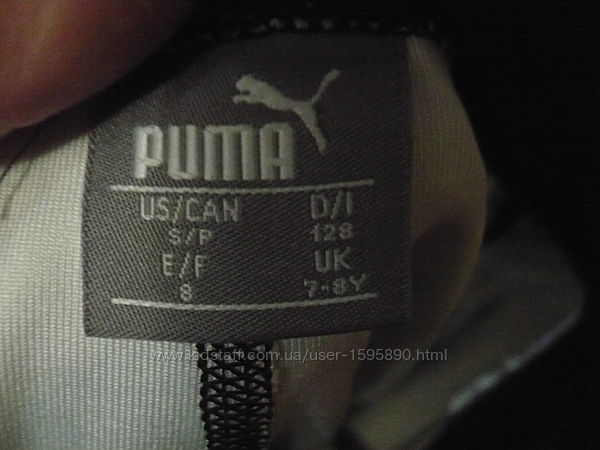 PUMA
US/CAN D/I
S/P 128
E/F UK
8 7-8Y
www.kidstaff.com.ua/user-1595890.html